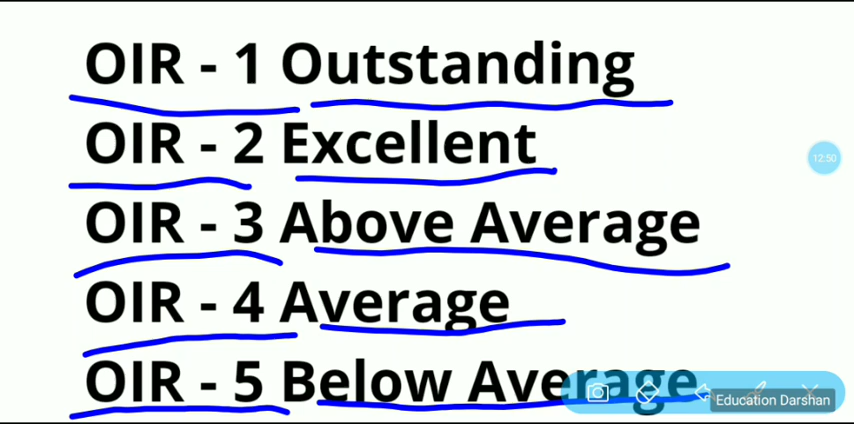 OIR - 1 Outstanding
OIR - 2 Excellent
12:50
OIR - 3 Above Average
OIR - 4 Average
OIR - 5 Below Average
Education Darshan